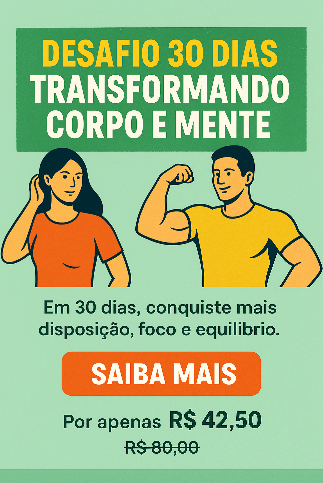 DESAFIO 30 DIAS
TRANSFORMANDO
CORPO E MENTE
Em 30 dias, conquiste mais
disposição, foco e equilibrio.
SAIBA MAIS
Por apenas R$ 42,50
R$ 80,00